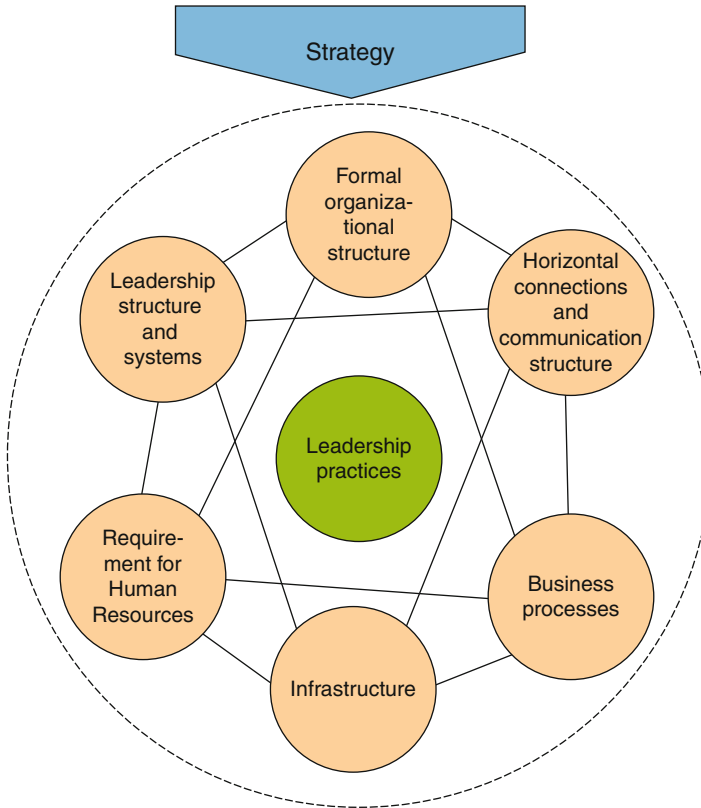 Strategy
Formal
organiza-
tional
structure
Leadership
structure
and
systems
Horizontal
connections
and
communication
structure
Leadership
practices
Require-
ment for
Human
Resources
Business
processes
Infrastructure